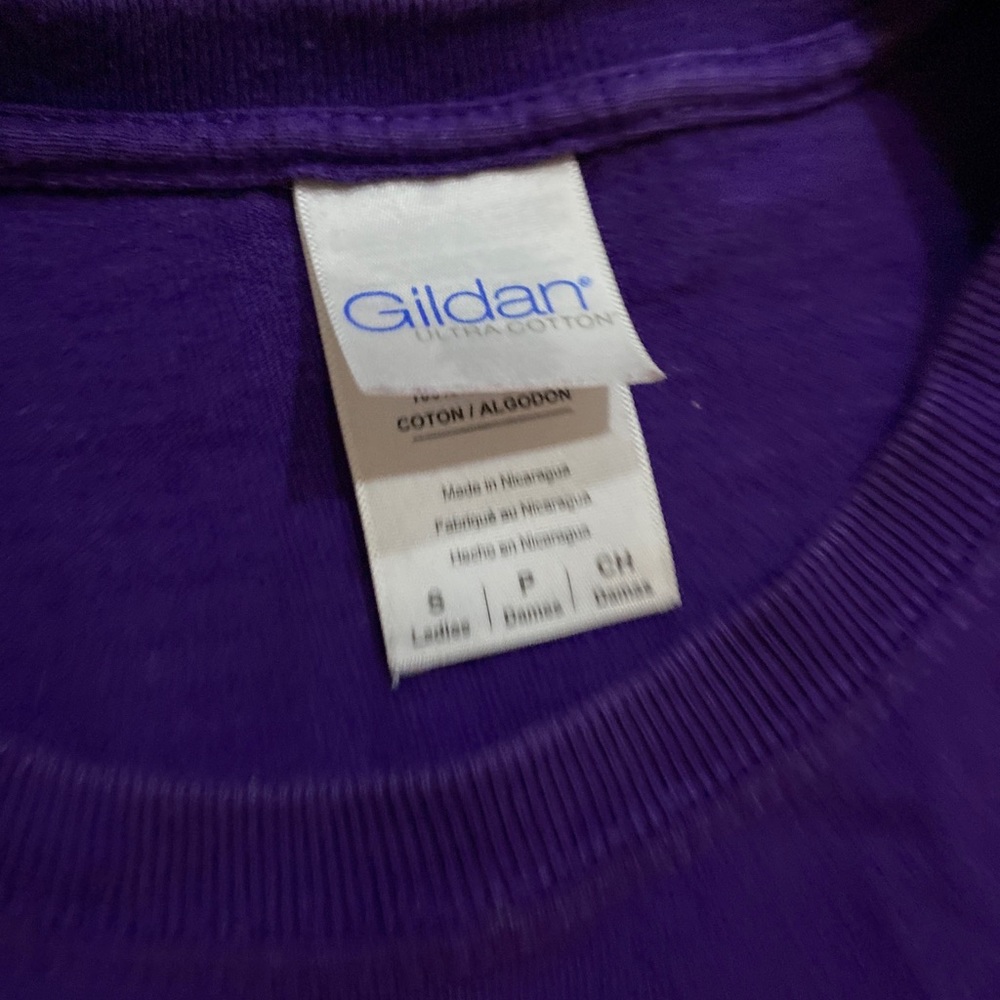 Gildan®
ULTRA COTTON
COTON / ALGODON
Made in Nicaragua
Fabriqué au Nicaragua
Hecho en Nicaragua
S | P | CH
Ladies | Dames | Damas